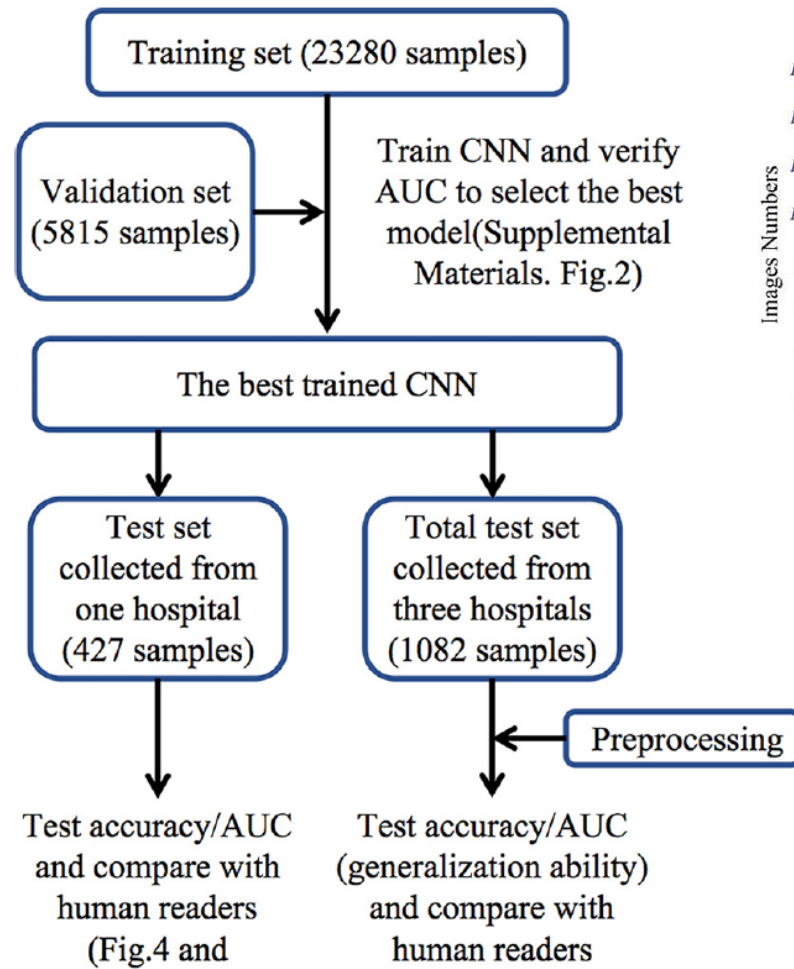 Training set (23280 samples)
Validation set
(5815 samples)
Train CNN and verify
AUC to select the best
model(Supplemental
Materials. Fig.2)
Images Numbers
The best trained CNN
Test set
collected from
one hospital
(427 samples)
Total test set
collected from
three hospitals
(1082 samples)
Preprocessing
Test accuracy/AUC
and compare with
human readers
(Fig.4 and
Test accuracy/AUC
(generalization ability)
and compare with
human readers